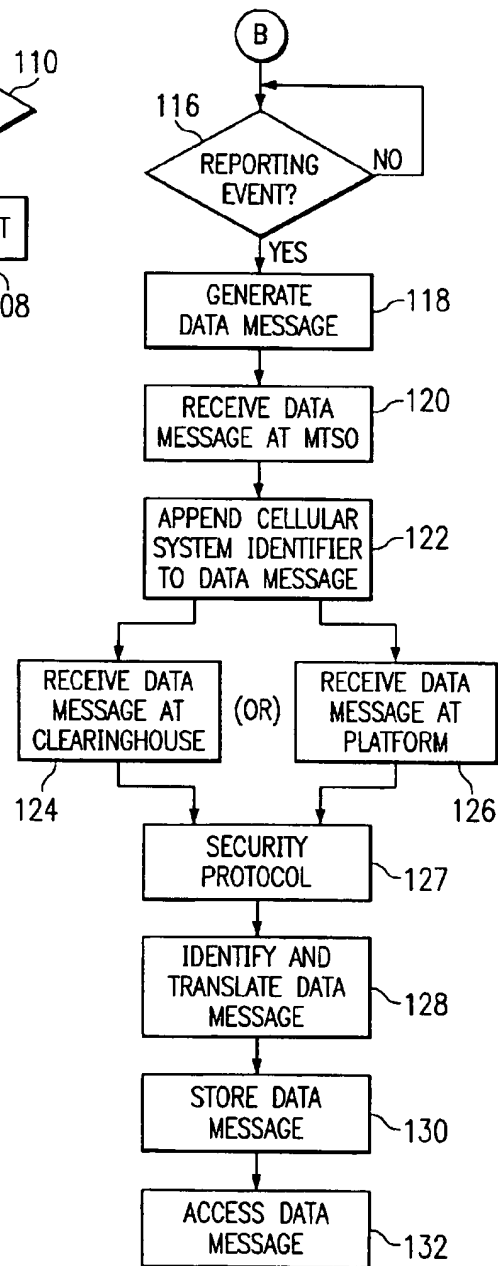 B
110
116
REPORTING
EVENT?
NO
YES
T
08
GENERATE
DATA MESSAGE
118
RECEIVE DATA
MESSAGE AT MTSO
120
APPEND CELLULAR
SYSTEM IDENTIFIER
TO DATA MESSAGE
122
RECEIVE DATA
MESSAGE AT
CLEARINGHOUSE
124
(OR)
RECEIVE DATA
MESSAGE AT
PLATFORM
126
SECURITY
PROTOCOL
127
IDENTIFY AND
TRANSLATE DATA
MESSAGE
128
STORE DATA
MESSAGE
130
ACCESS DATA
MESSAGE
132